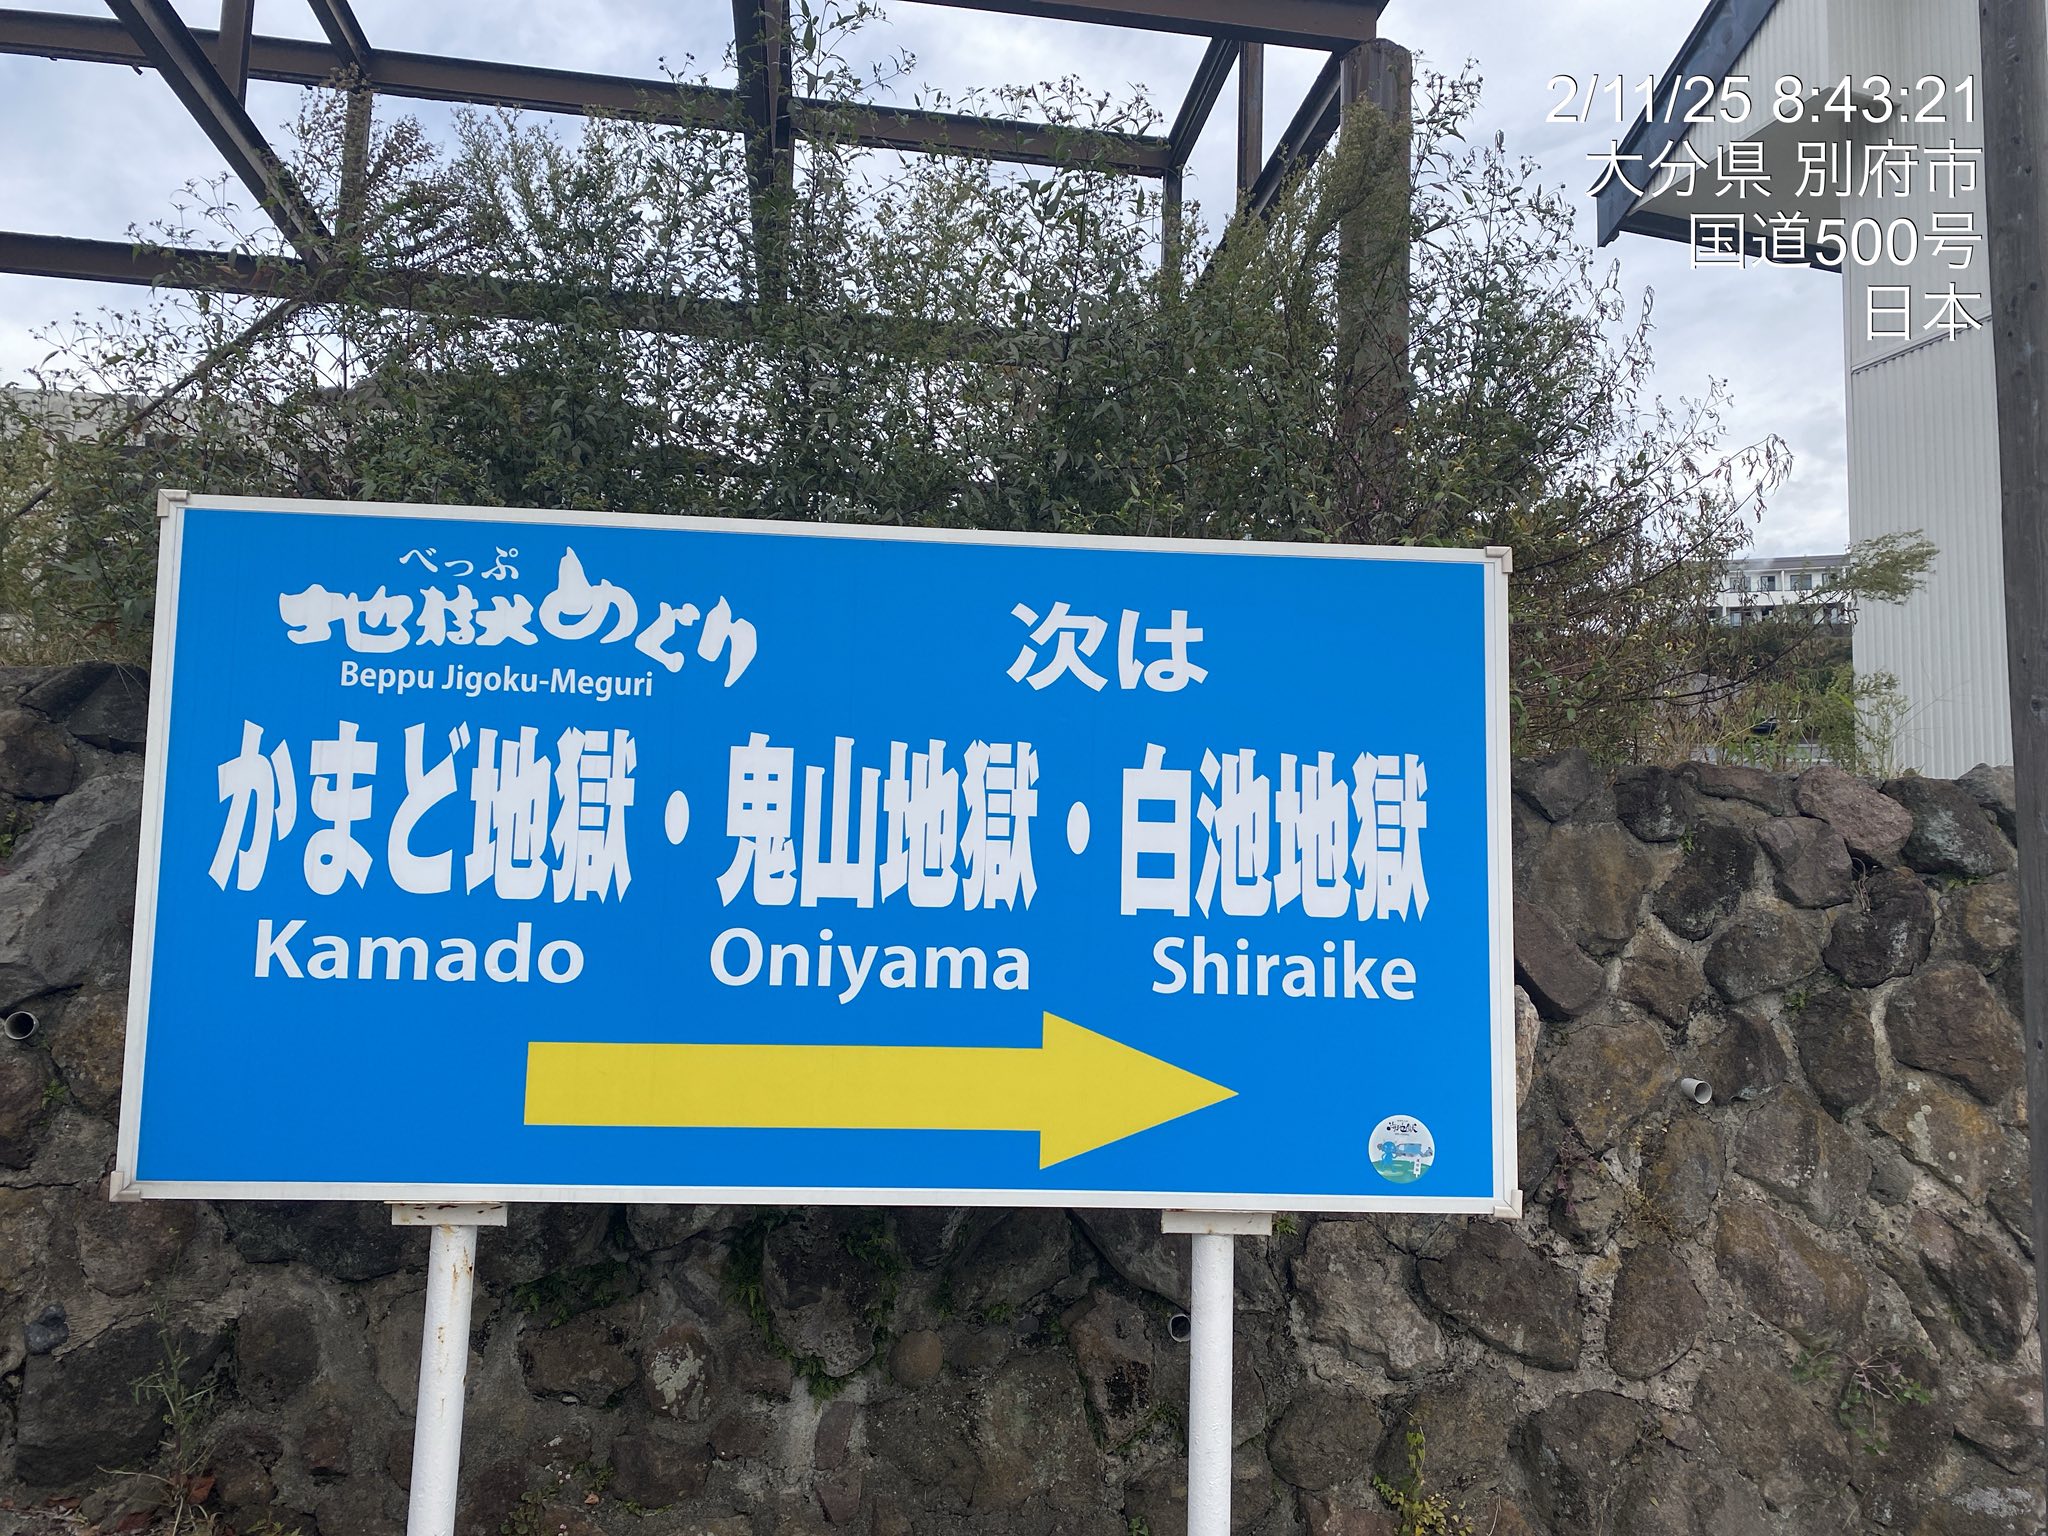 2/11/25 8:43:21
大分県 別府市
国道500号
日本
べっぷ
地獄めぐり
Beppu Jigoku-Meguri
次は
かまど地獄・鬼山地獄・白池地獄
Kamado Oniyama Shiraike